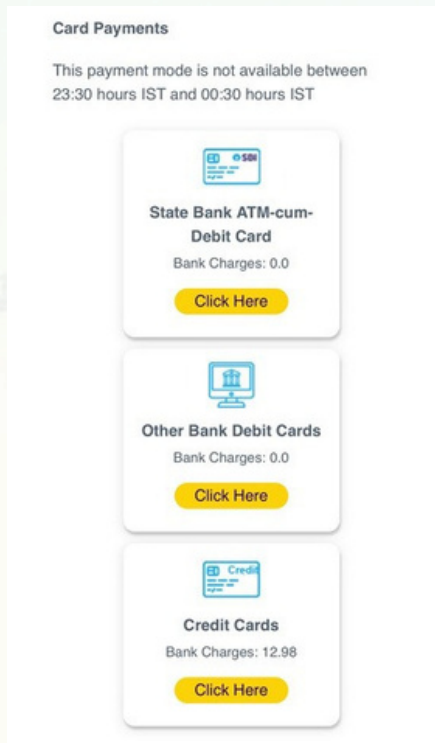 Card Payments
This payment mode is not available between
23:30 hours IST and 00:30 hours IST
SBI
State Bank ATM-cum-
Debit Card
Bank Charges: 0.0
Click Here
Other Bank Debit Cards
Bank Charges: 0.0
Click Here
Credit
Credit Cards
Bank Charges: 12.98
Click Here